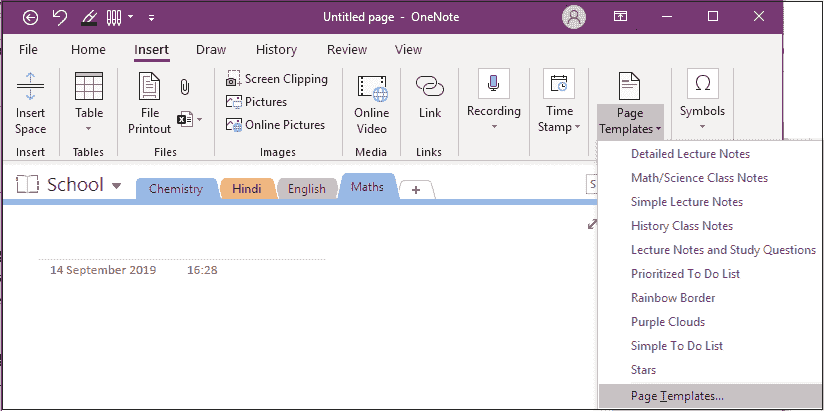 Untitled page - OneNote
File Home Insert Draw History Review View
Insert Space
Table
File Printout
Screen Clipping
Pictures
Online Pictures
Online Video
Link
Recording
Time Stamp
Page Templates
Ω
Symbols
Insert Tables Files Images Media Links
School Chemistry Hindi English Maths +
S
14 September 2019 16:28
Detailed Lecture Notes
Math/Science Class Notes
Simple Lecture Notes
History Class Notes
Lecture Notes and Study Questions
Prioritized To Do List
Rainbow Border
Purple Clouds
Simple To Do List
Stars
Page Templates...